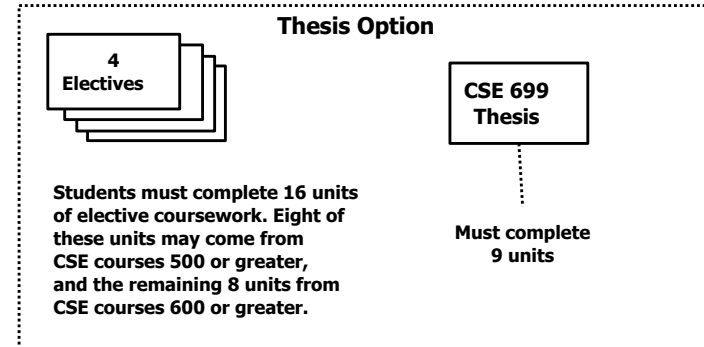 Thesis Option
4
Electives
CSE 699
Thesis
Students must complete 16 units
of elective coursework. Eight of
these units may come from
CSE courses 500 or greater,
and the remaining 8 units from
CSE courses 600 or greater.
Must complete
9 units